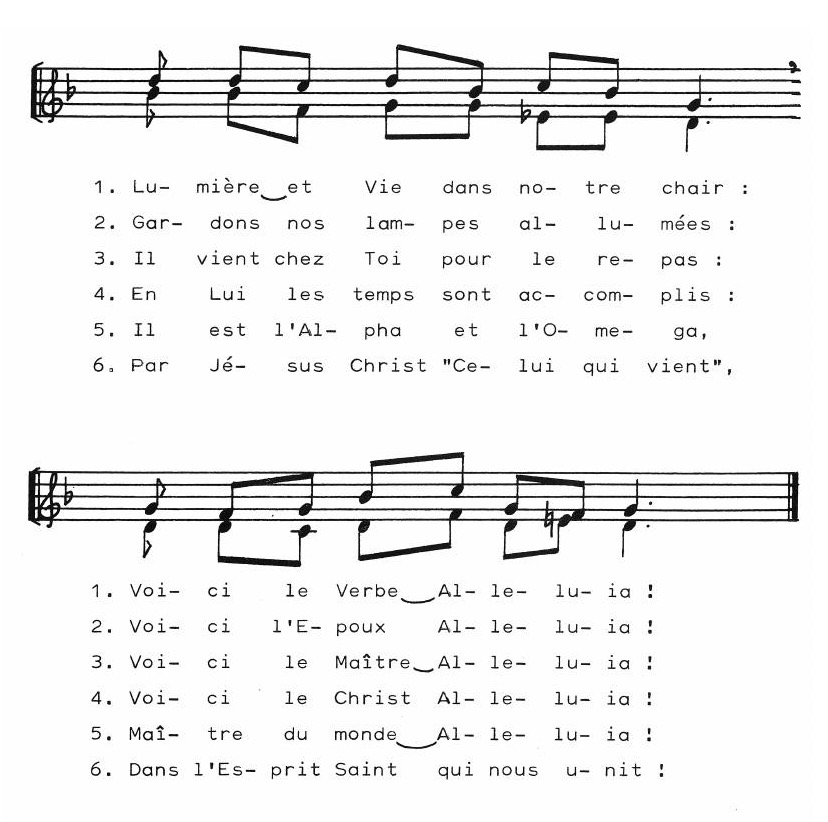 1. Lu- mière et Vie dans no- tre chair :
2. Gar- dons nos lam- pes al- lu- mées :
3. Il vient chez Toi pour le re- pas :
4. En Lui les temps sont ac- com- plis :
5. Il est l'Al- pha et l'O- me- ga,
6. Par Jé- sus Christ "Ce- lui qui vient",
1. Voi- ci le Verbe Al- le- lu- ia !
2. Voi- ci l'E- poux Al- le- lu- ia !
3. Voi- ci le Maître Al- le- lu- ia !
4. Voi- ci le Christ Al- le- lu- ia !
5. Maî- tre du monde Al- le- lu- ia !
6. Dans l'Es- prit Saint qui nous u- nit !